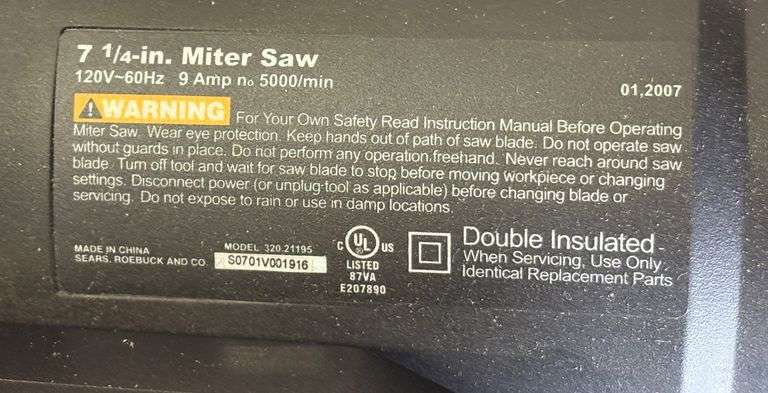 7 1/4-in. Miter Saw
120V~60Hz 9 Amp no 5000/min
01,2007
WARNING For Your Own Safety Read Instruction Manual Before Operating
Miter Saw. Wear eye protection. Keep hands out of path of saw blade. Do not operate saw
without guards in place. Do not perform any operation freehand. Never reach around saw
blade. Turn off tool and wait for saw blade to stop before moving workpiece or changing
settings. Disconnect power (or unplug tool as applicable) before changing blade or
servicing. Do not expose to rain or use in damp locations.
MADE IN CHINA
SEARS, ROEBUCK AND CO.
MODEL 320.21195
S0701V001916
C UL US
LISTED
87VA
E207890
Double Insulated -
When Servicing, Use Only
Identical Replacement Parts